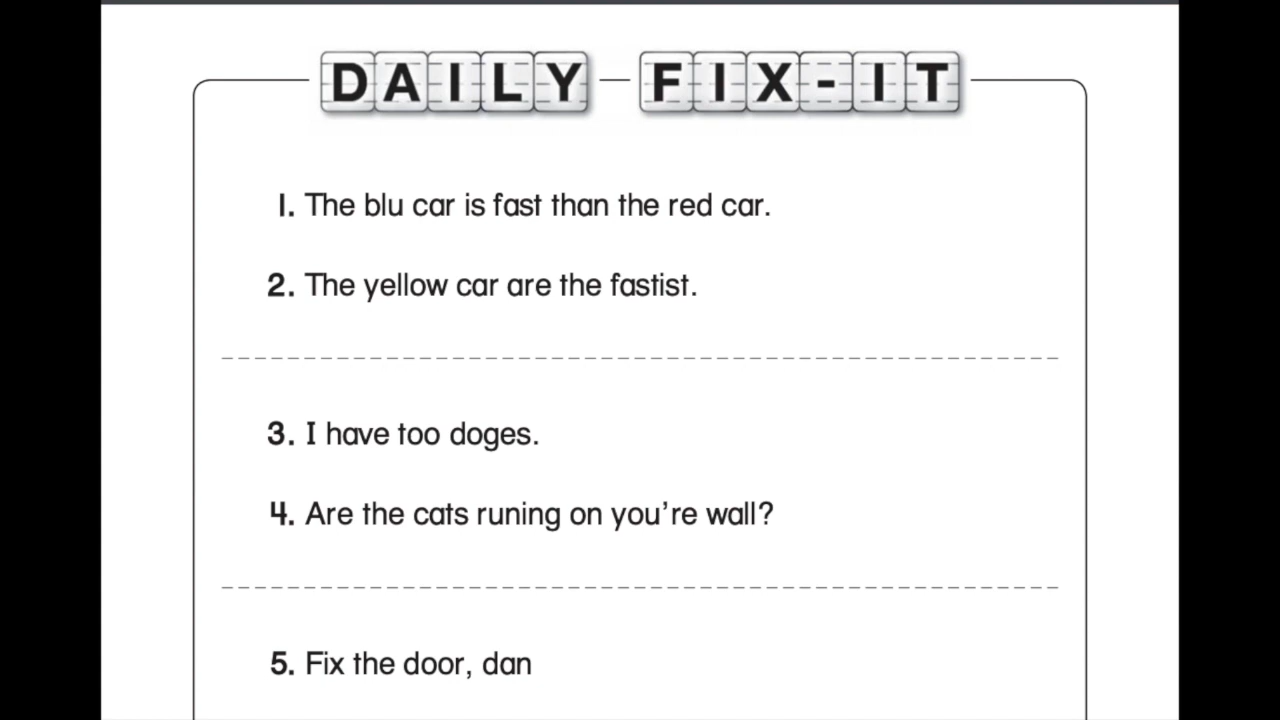 DAILY FIX-IT
1. The blu car is fast than the red car.
2. The yellow car are the fastist.
3. I have too doges.
4. Are the cats runing on you’re wall?
5. Fix the door, dan